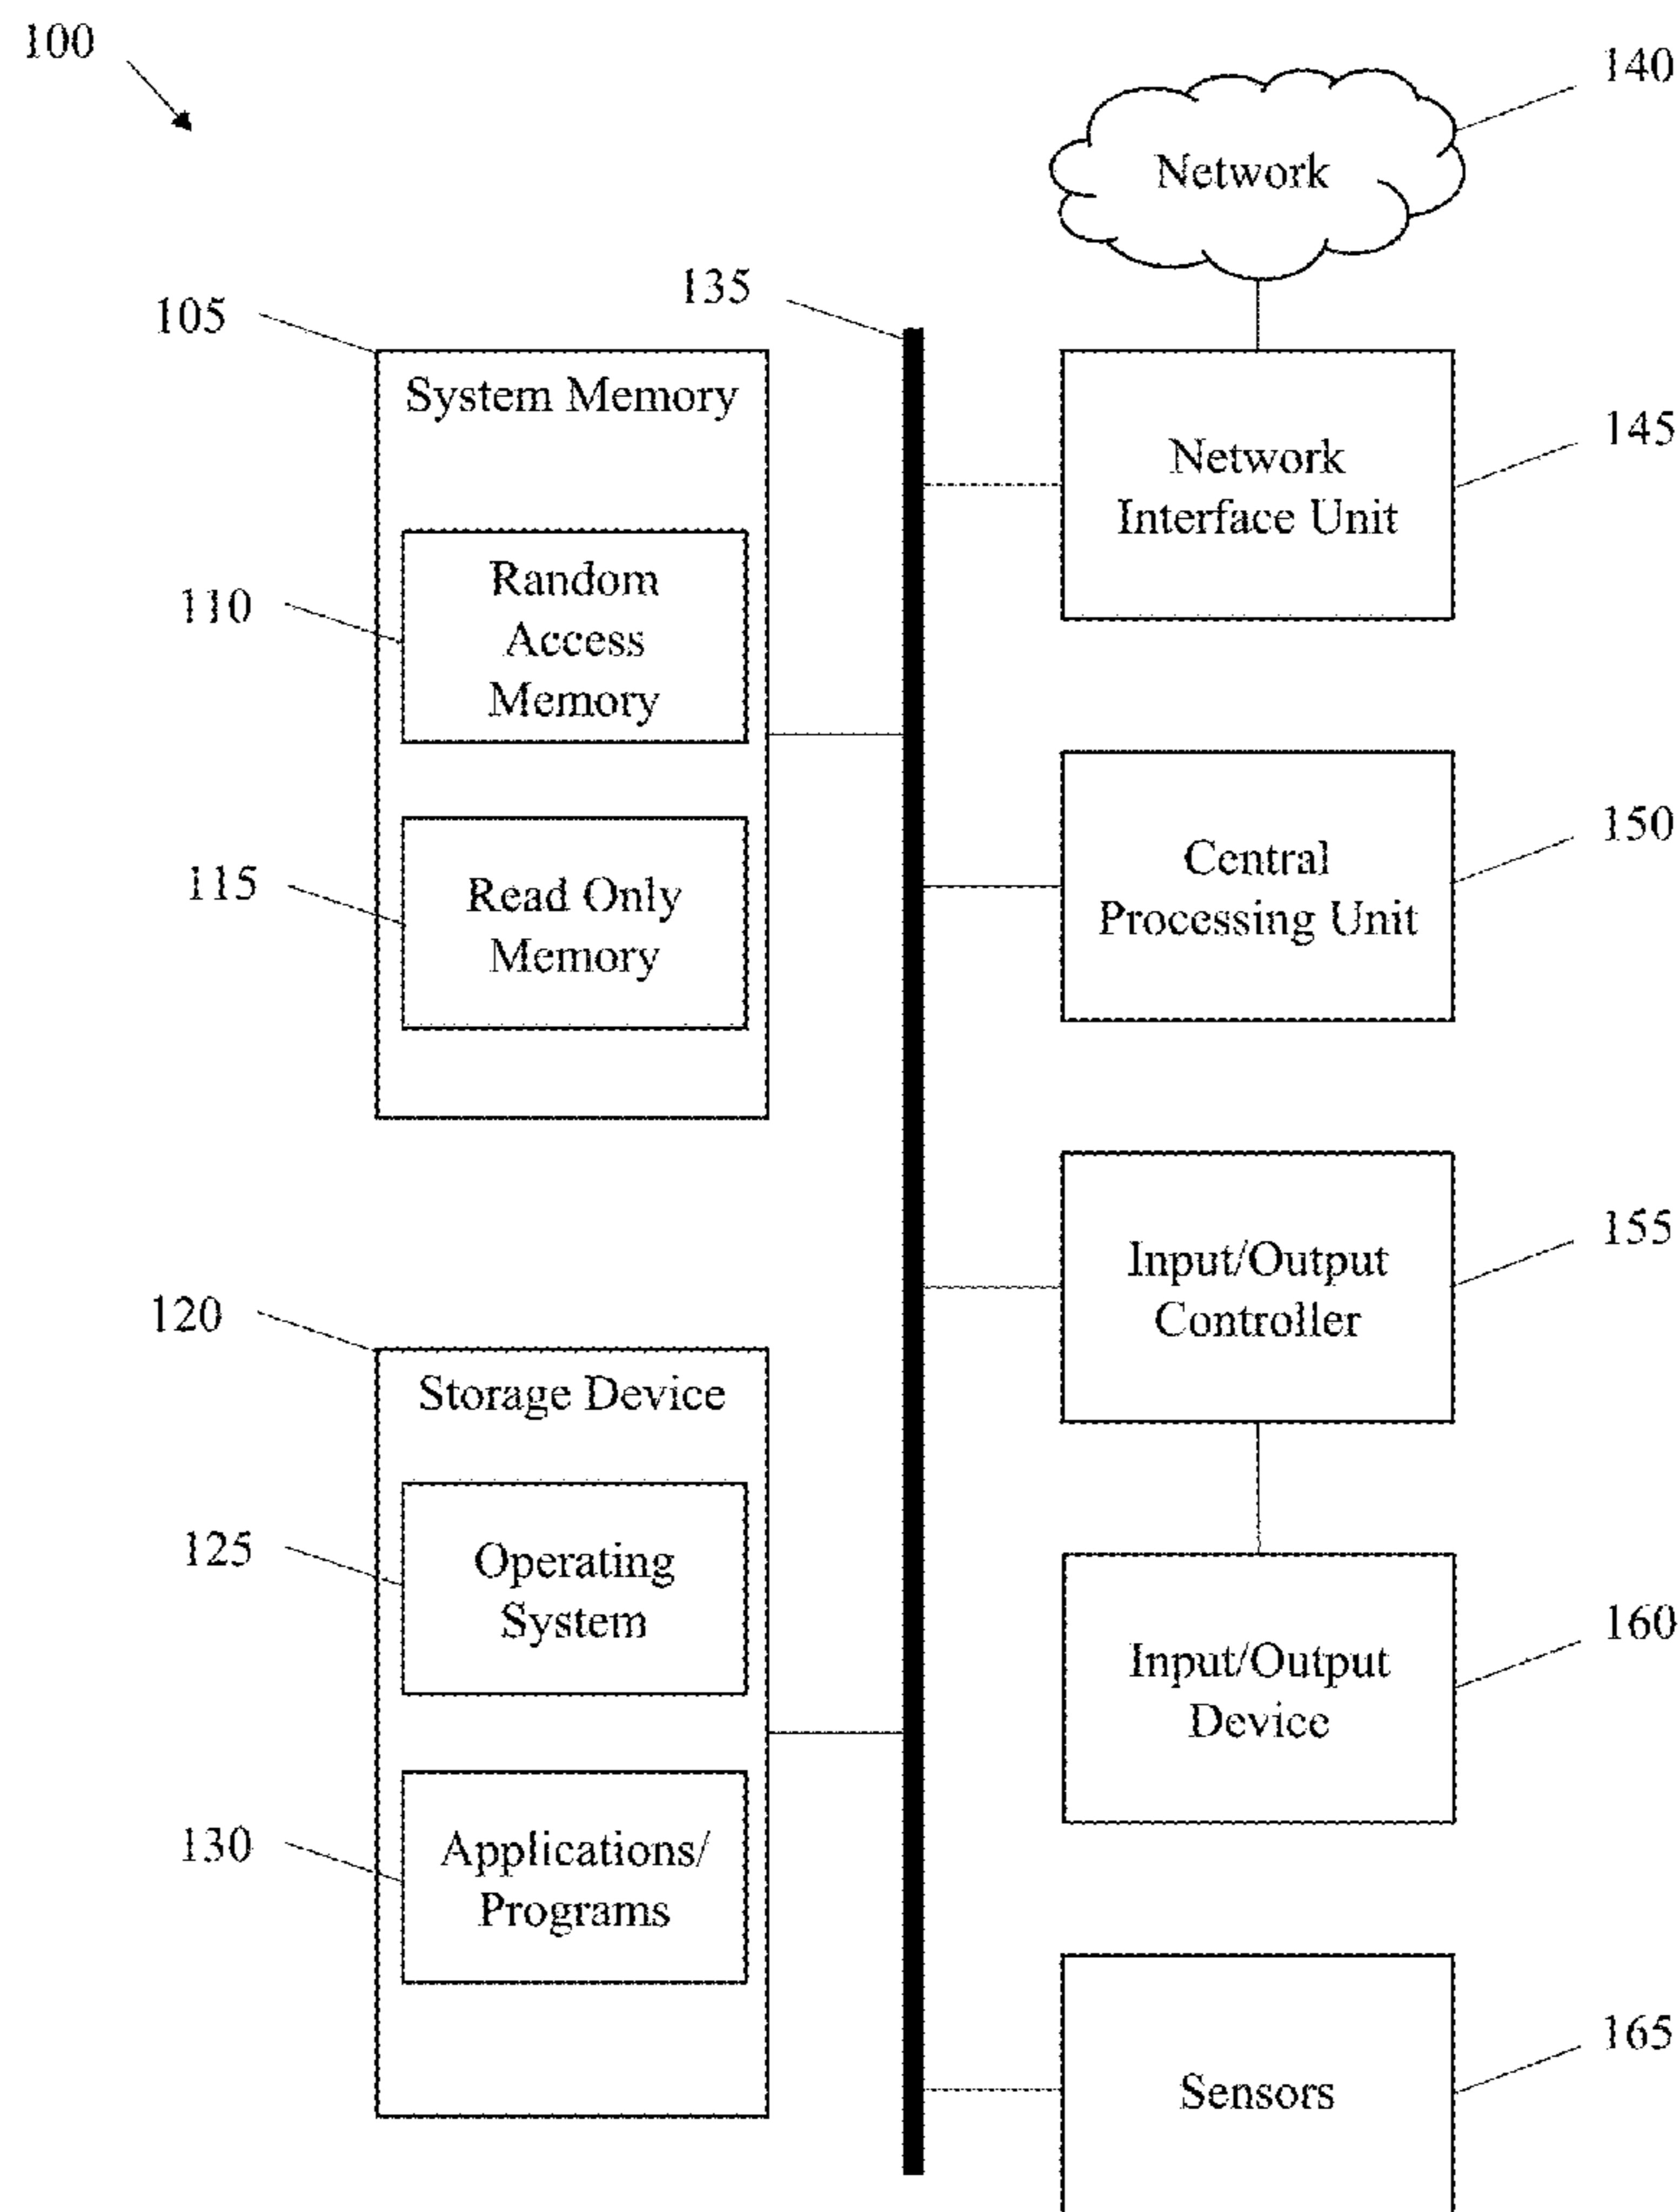 100
140
Network
135
105
System Memory
145
Network
Interface Unit
110
Random
Access
Memory
150
Central
Processing Unit
115
Read Only
Memory
155
Input/Output
Controller
120
Storage Device
125
Operating
System
160
Input/Output
Device
130
Applications/
Programs
165
Sensors